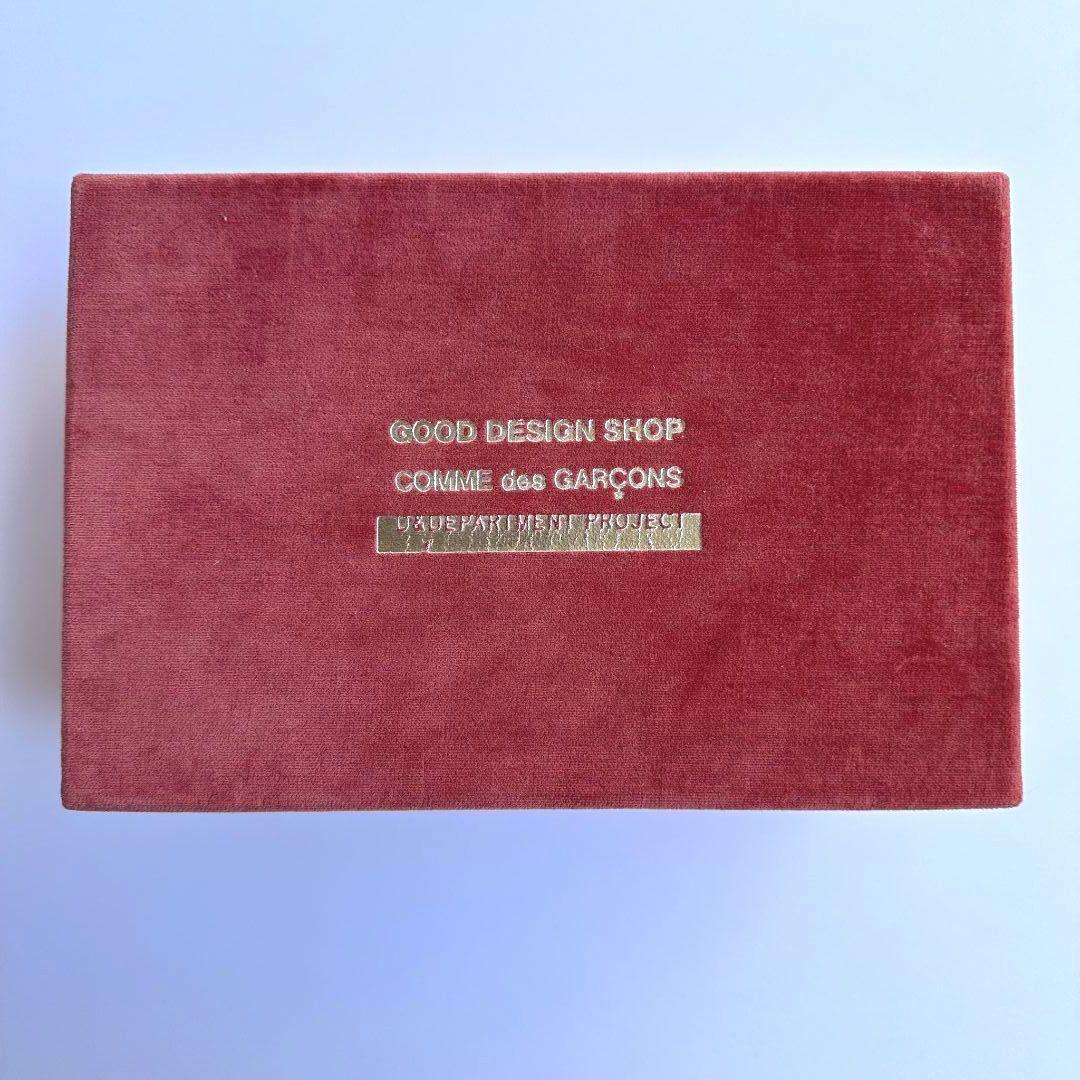 GOOD DESIGN SHOP
COMME des GARÇONS
D&DEPARTMENT PROJECT